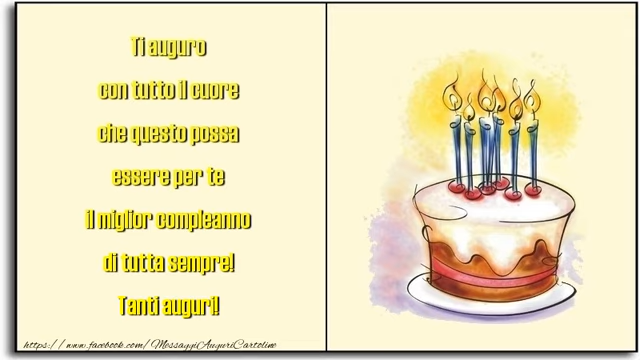 Ti auguro
con tutto il cuore
che questo possa
essere per te
il miglior compleanno
di tutta sempre!
Tanti auguri!
https://www.facebook.com/MessaggiAuguriCartoline